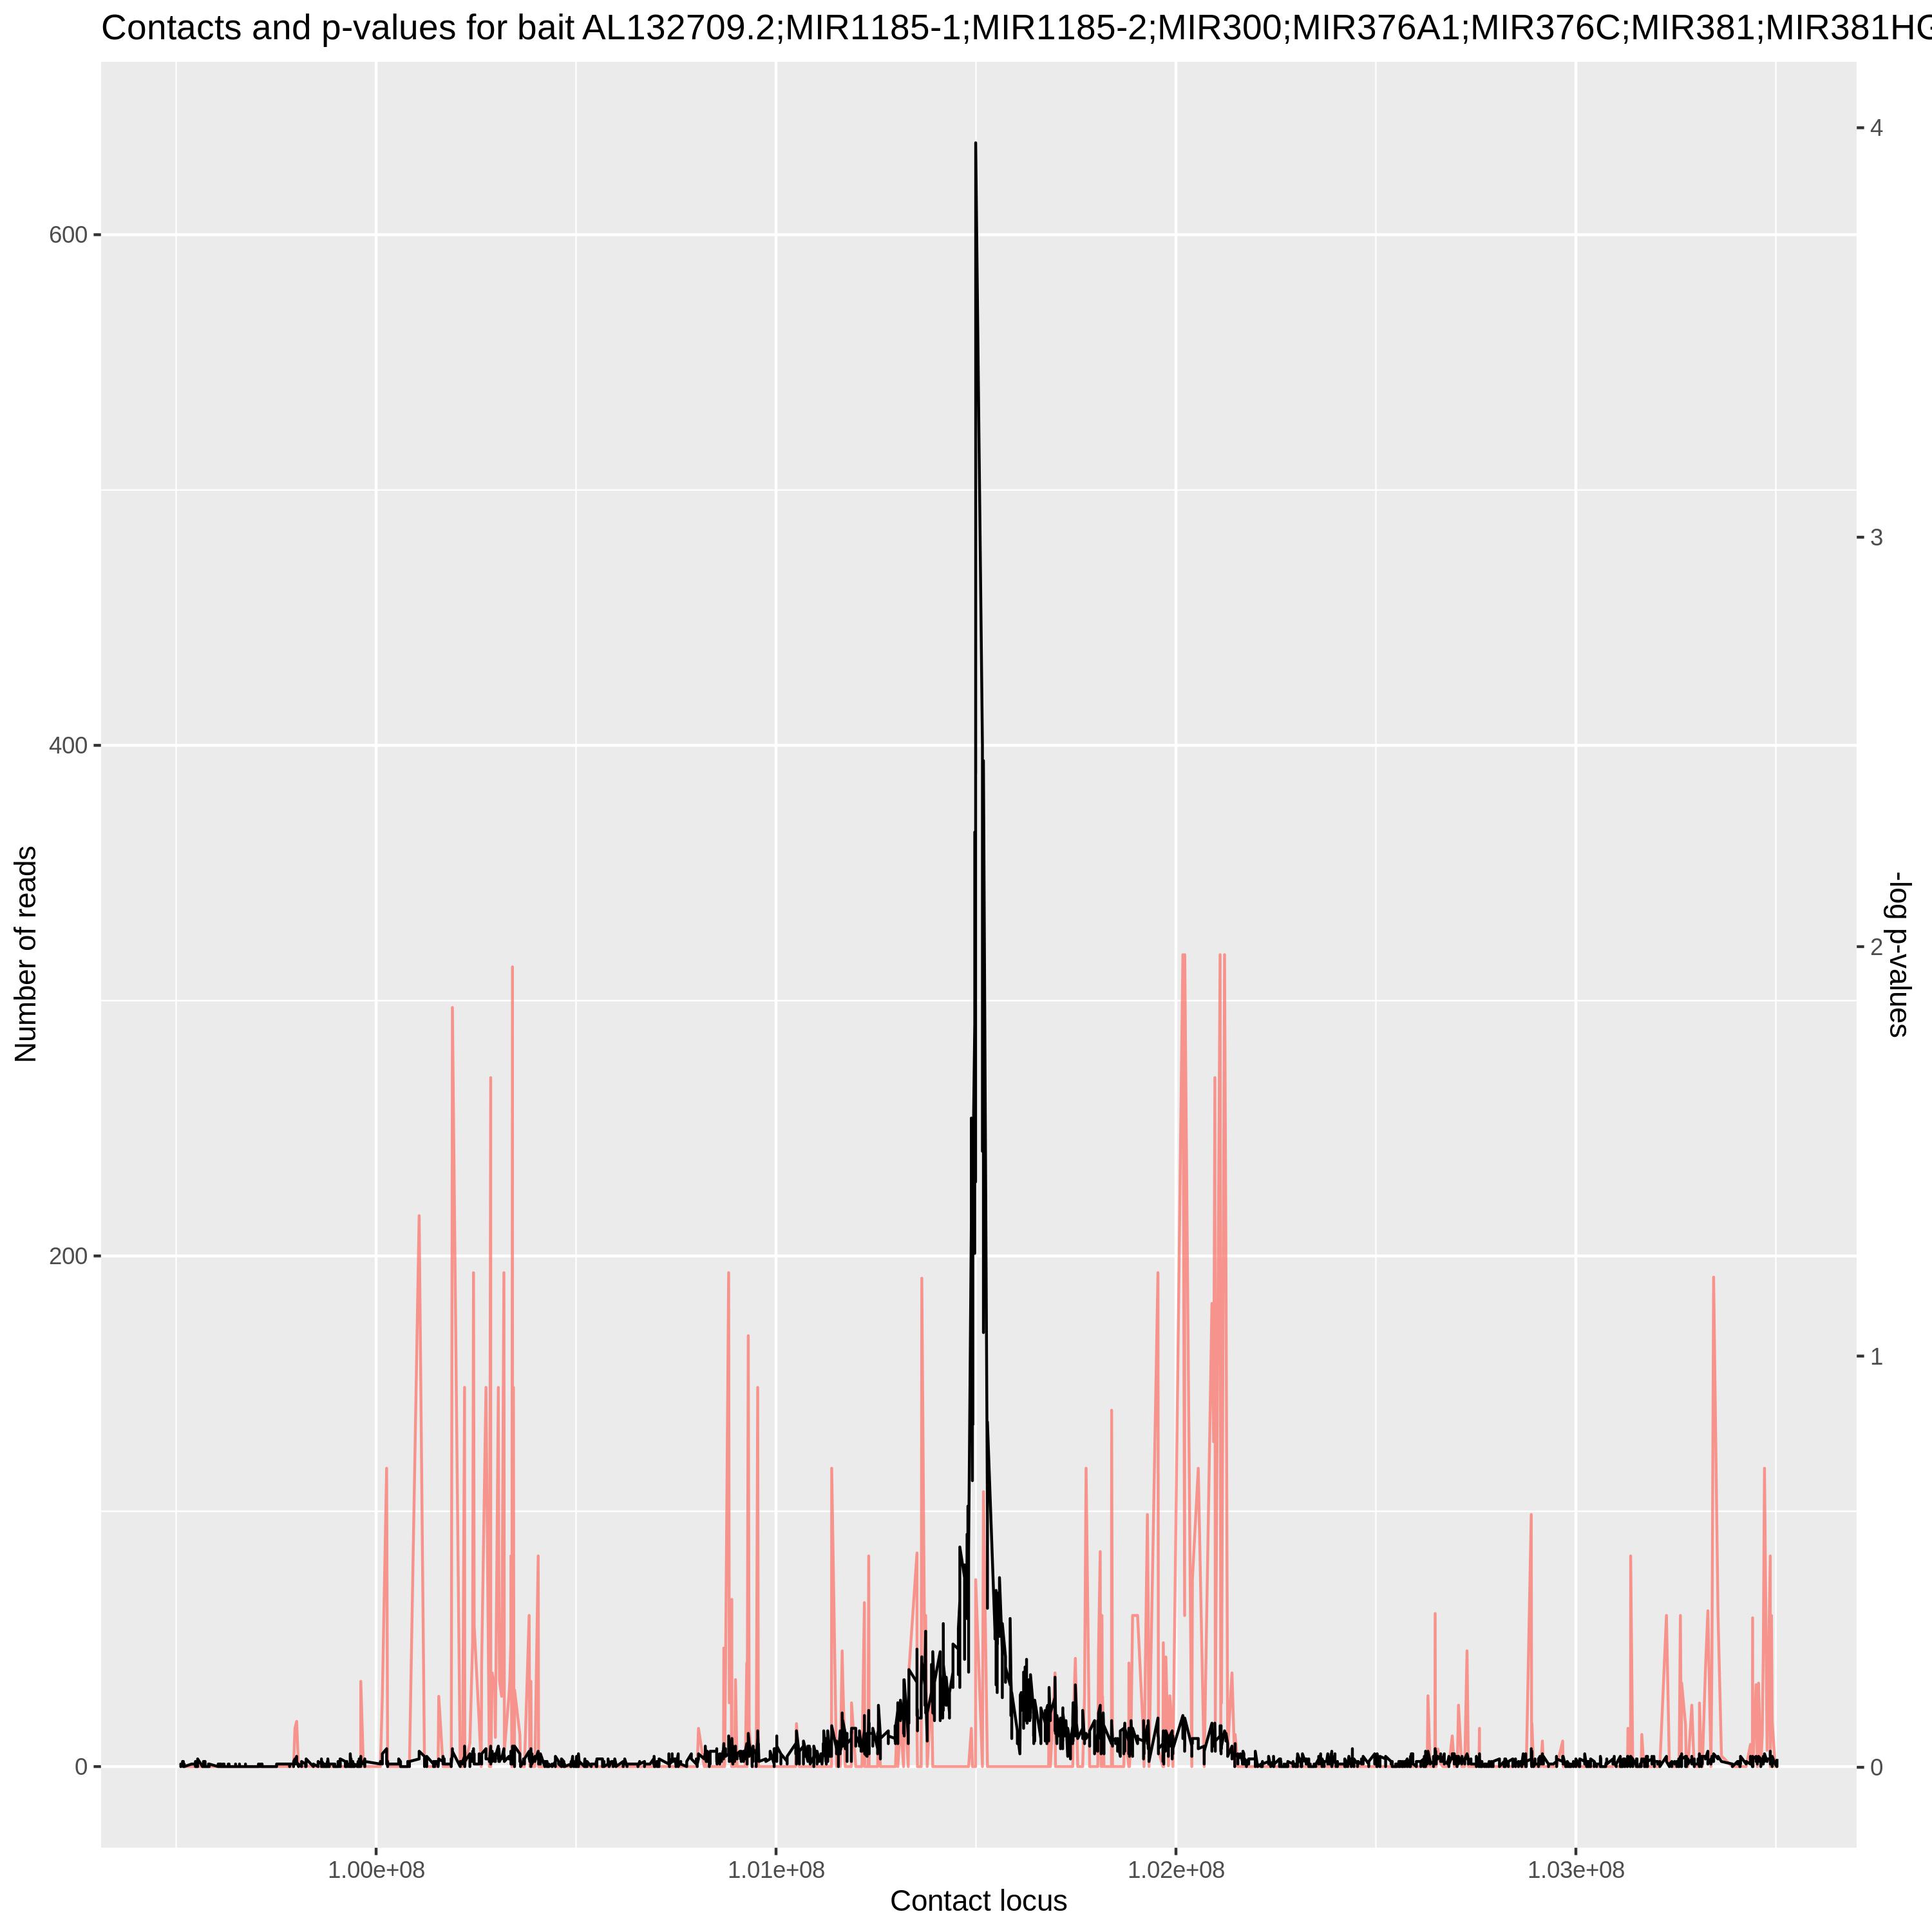 Contacts and p-values for bait AL132709.2;MIR1185-1;MIR1185-2;MIR300;MIR376A1;MIR376C;MIR381;MIR381HG
600
400
200
0
Number of reads
4
3
2
1
0
-log p-values
1.00e+08
1.01e+08
1.02e+08
1.03e+08
Contact locus